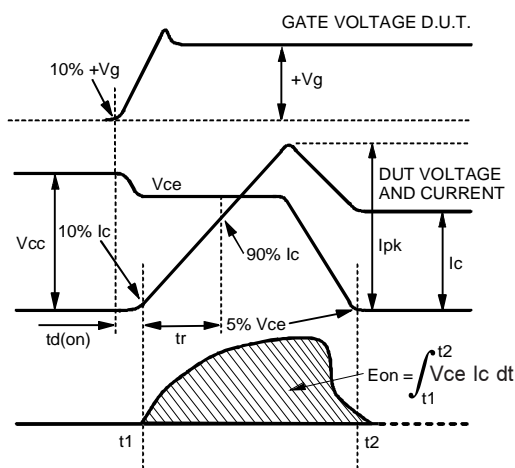 GATE VOLTAGE D.U.T.
10% +Vg
+Vg
Vce
DUT VOLTAGE
AND CURRENT
Vcc
10% Ic
90% Ic
Ipk
Ic
td(on)
tr
5% Vce
Eon = ∫ Vce Ic dt
t2
t1
t1
t2